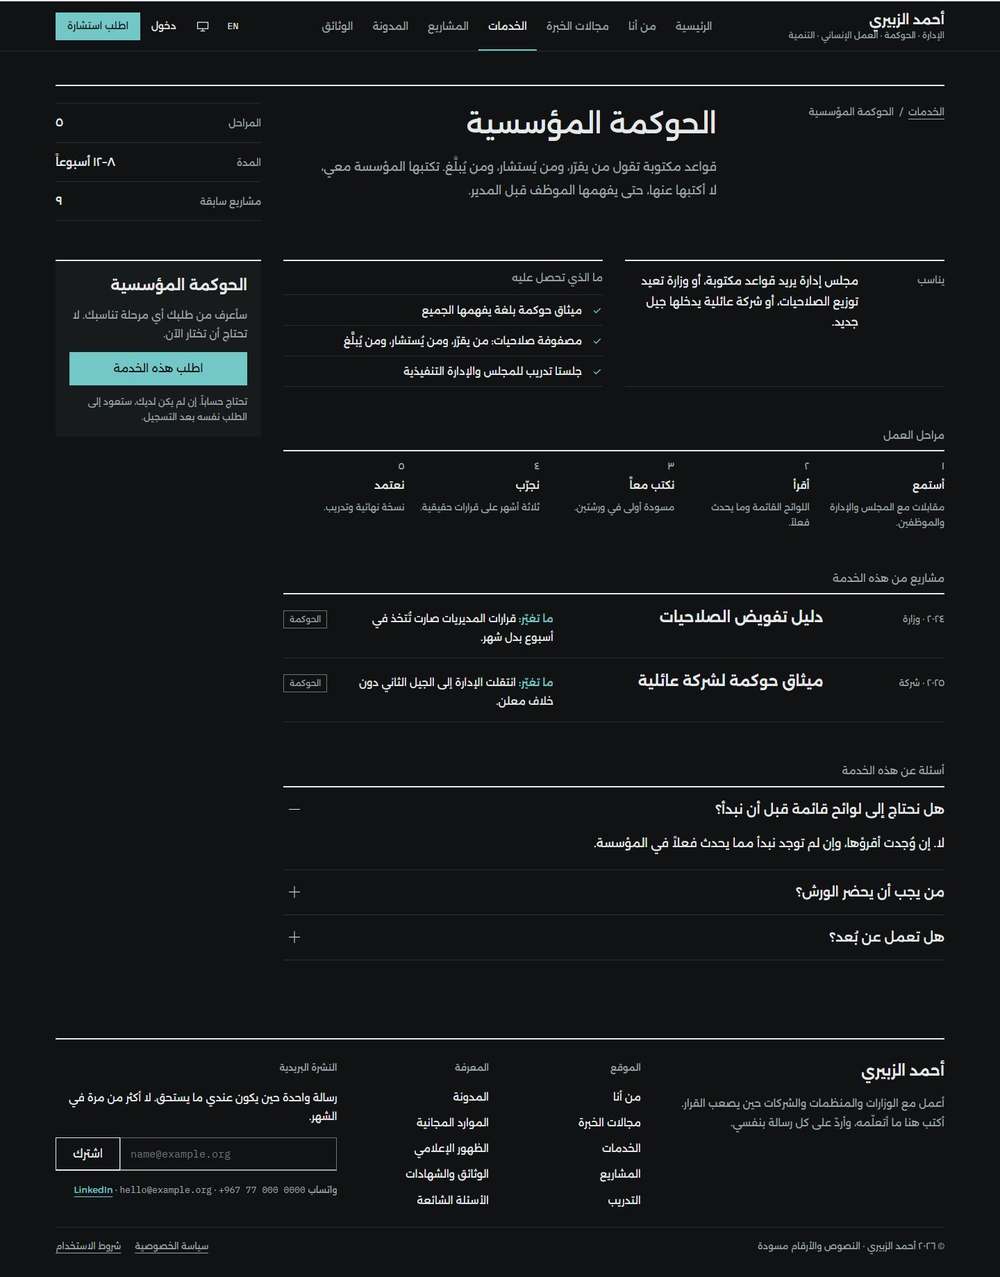 أحمد الزبيري
الإدارة · الحوكمة · العمل الإنساني · التنمية
الرئيسية
من أنا
مجالات الخبرة
الخدمات
المشاريع
المدونة
الوثائق
EN
دخول
اطلب استشارة
الخدمات / الحوكمة المؤسسية
الحوكمة المؤسسية
قواعد مكتوبة تقول من يقرّر، ومن يُستشار، ومن يُبلَّغ. تكتبها المؤسسة معي،
لا أكتبها عنها، حتى يفهمها الموظف قبل المدير.
المراحل ٥
المدة ٨–١٢ أسبوعاً
مشاريع سابقة ٩
يناسب
مجلس إدارة يريد قواعد مكتوبة، أو وزارة تعيد
توزيع الصلاحيات، أو شركة عائلية يدخلها جيل
جديد.
ما الذي تحصل عليه
ميثاق حوكمة بلغة يفهمها الجميع
مصفوفة صلاحيات: من يقرّر، ومن يُستشار، ومن يُبلَّغ
جلستا تدريب للمجلس والإدارة التنفيذية
الحوكمة المؤسسية
سأعرف من طلبك أي مرحلة تناسبك. لا
تحتاج أن تختار الآن.
اطلب هذه الخدمة
تحتاج حساباً. إن لم يكن لديك، ستعود إلى
الطلب نفسه بعد التسجيل.
مراحل العمل
١
أستمع
مقابلات مع المجلس والإدارة
والموظفين.
٢
أقرأ
اللوائح القائمة وما يحدث
فعلاً.
٣
نكتب معاً
مسودة أولى في ورشتين.
٤
نجرّب
ثلاثة أشهر على قرارات حقيقية.
٥
نعتمد
نسخة نهائية وتدريب.
مشاريع من هذه الخدمة
٢٠٢٤ · وزارة
دليل تفويض الصلاحيات
ما تغيّر: قرارات المديريات صارت تُتخذ في
أسبوع بدل شهر.
الحوكمة
٢٠٢٥ · شركة
ميثاق حوكمة لشركة عائلية
ما تغيّر: انتقلت الإدارة إلى الجيل الثاني دون
خلاف معلن.
الحوكمة
أسئلة عن هذه الخدمة
هل نحتاج إلى لوائح قائمة قبل أن نبدأ؟
لا. إن وُجدت أقرؤها، وإن لم توجد نبدأ مما يحدث فعلاً في المؤسسة.
من يجب أن يحضر الورش؟
هل تعمل عن بُعد؟
أحمد الزبيري
أعمل مع الوزارات والمنظمات والشركات حين يصعب القرار.
أكتب هنا ما أتعلّمه، وأردّ على كل رسالة بنفسي.
الموقع
من أنا
مجالات الخبرة
الخدمات
المشاريع
التدريب
المعرفة
المدونة
الموارد المجانية
الظهور الإعلامي
الوثائق والشهادات
الأسئلة الشائعة
النشرة البريدية
رسالة واحدة حين يكون عندي ما يستحق. لا أكثر من مرة في
الشهر.
name@example.org
اشترك
واتساب 0000 000 77 967+ · hello@example.org · LinkedIn
© ٢٠٢٦ أحمد الزبيري · النصوص والأرقام مسودة
سياسة الخصوصية
شروط الاستخدام